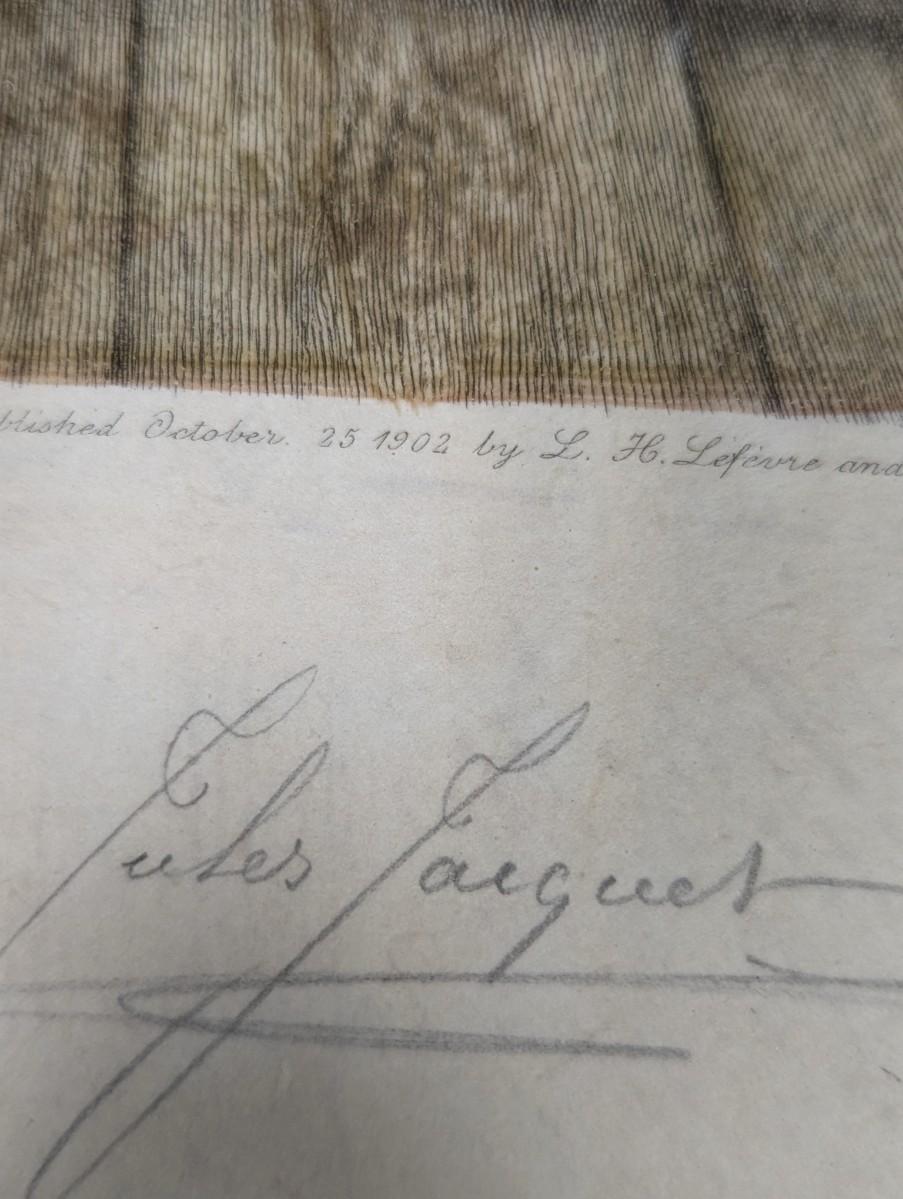 blished October. 25 1902 by L. H. Lefèvre and
Jules Jacquet